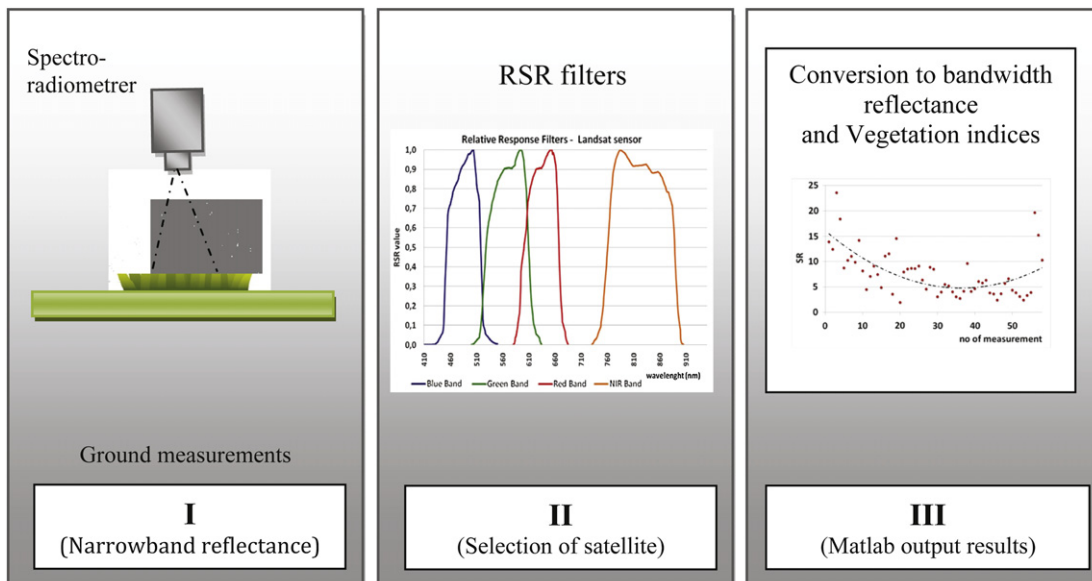 Spectro-
radiometrer
Ground measurements
I
(Narrowband reflectance)
RSR filters
Relative Response Filters - Landsat sensor
1,0
0,9
0,8
0,7
0,6
0,5
0,4
0,3
0,2
0,1
0,0
RSR value
410 460 510 560 610 660 710 760 810 860 910
wavelenght (nm)
Blue Band Green Band Red Band NIR Band
II
(Selection of satellite)
Conversion to bandwidth
reflectance
and Vegetation indices
25
20
15
10
5
0
SR
0 10 20 30 40 50
no of measurement
III
(Matlab output results)